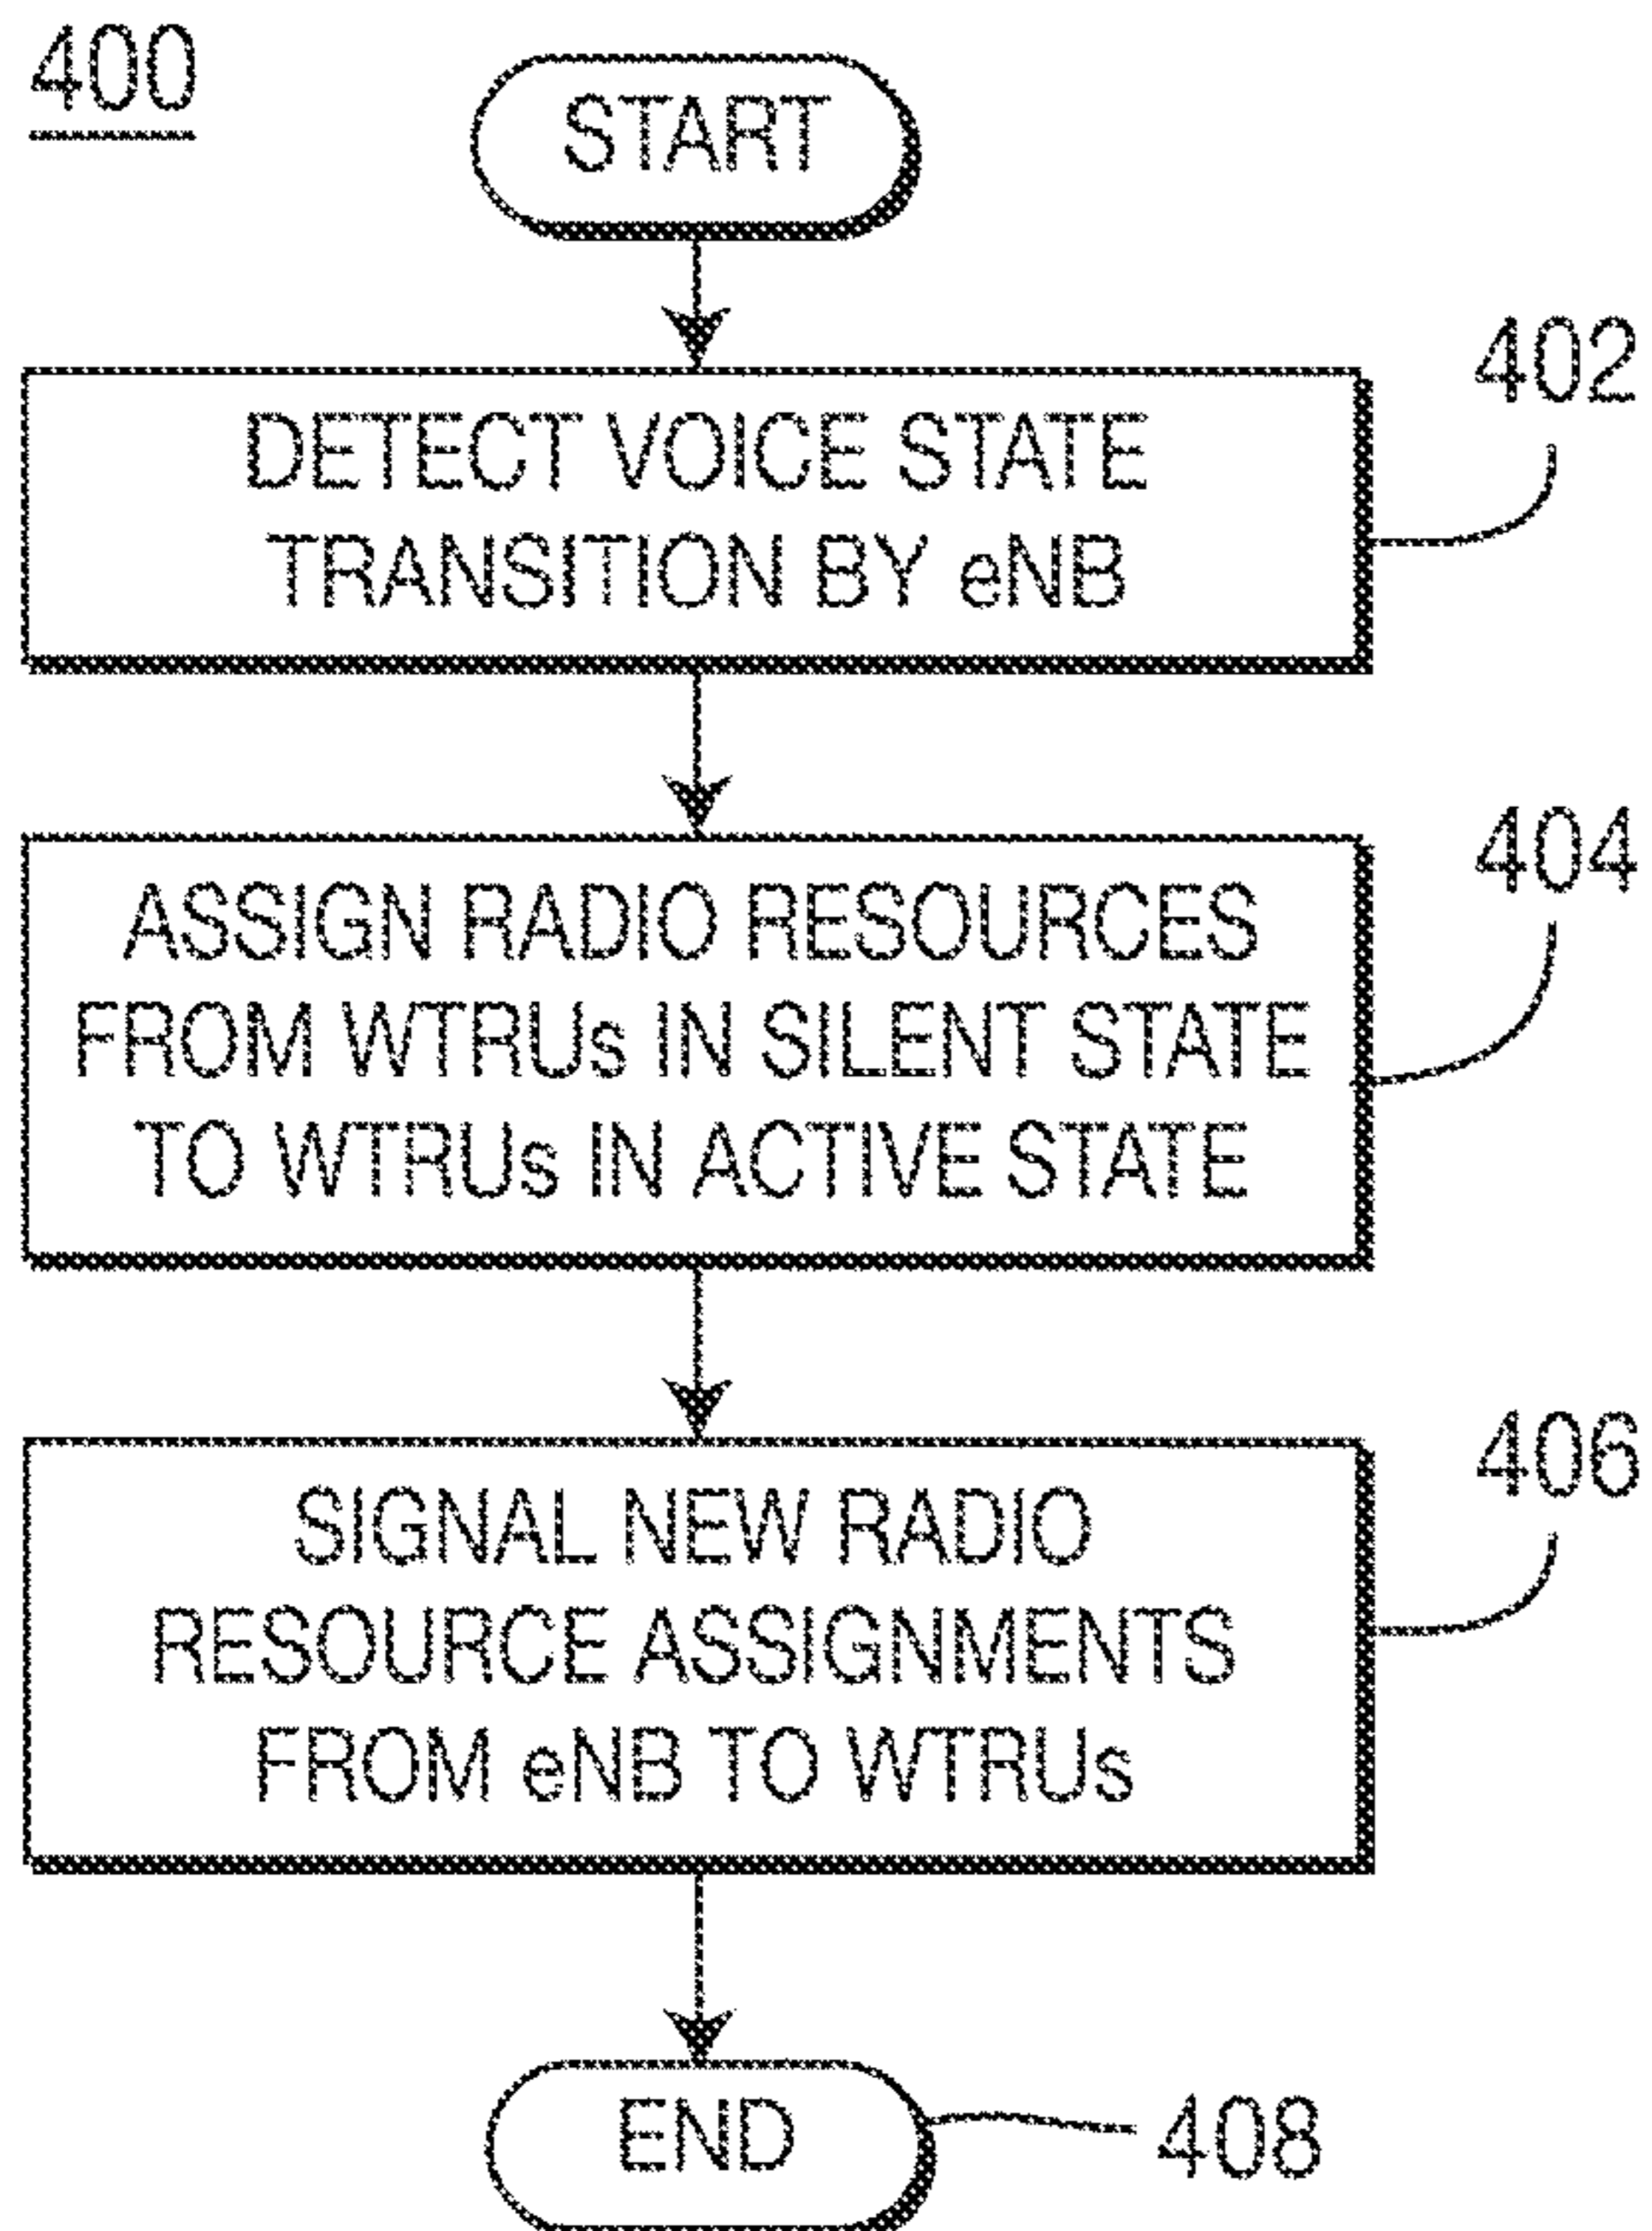 400
START
402
DETECT VOICE STATE
TRANSITION BY eNB
404
ASSIGN RADIO RESOURCES
FROM WTRUs IN SILENT STATE
TO WTRUs IN ACTIVE STATE
406
SIGNAL NEW RADIO
RESOURCE ASSIGNMENTS
FROM eNB TO WTRUs
END
408